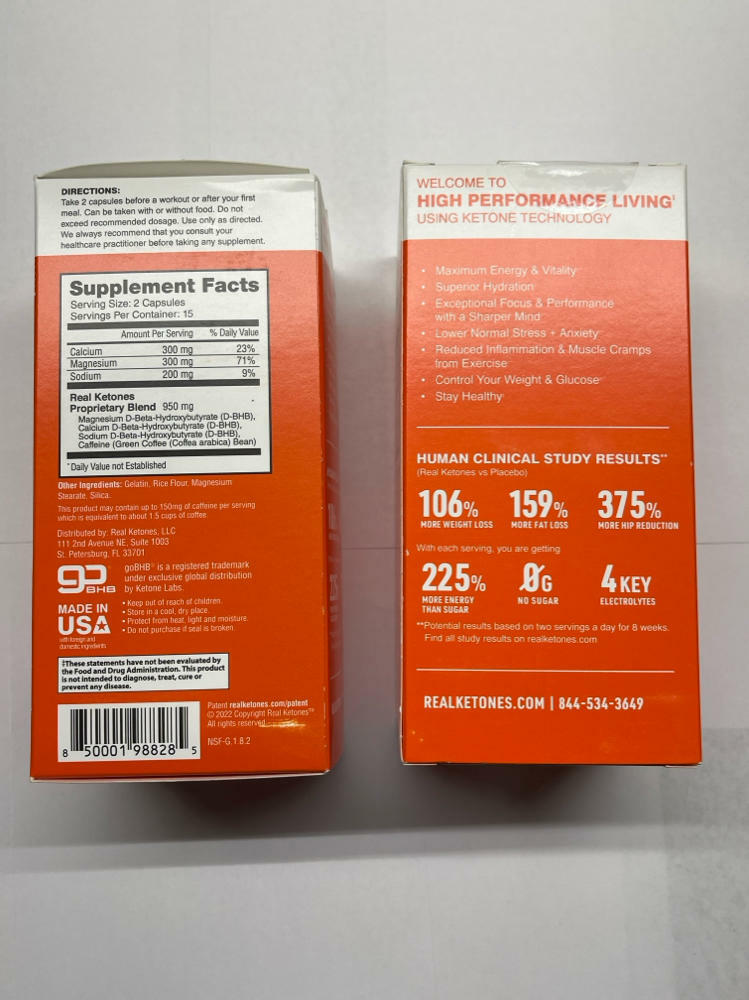 DIRECTIONS:
Take 2 capsules before a workout or after your first
meal. Can be taken with or without food. Do not
exceed recommended dosage. Use only as directed.
We always recommend that you consult your
healthcare practitioner before taking any supplement.
Supplement Facts
Serving Size: 2 Capsules
Servings Per Container: 15
Amount Per Serving % Daily Value
Calcium 300 mg 23%
Magnesium 300 mg 71%
Sodium 200 mg 9%
Real Ketones
Proprietary Blend 950 mg *
Magnesium D-Beta-Hydroxybutyrate (D-BHB),
Calcium D-Beta-Hydroxybutyrate (D-BHB),
Sodium D-Beta-Hydroxybutyrate (D-BHB),
Caffeine (Green Coffee (Coffea arabica) Bean)
*Daily Value not Established
Other Ingredients: Gelatin, Rice Flour, Magnesium
Stearate, Silica.
This product may contain up to 150mg of caffeine per serving
which is equivalent to about 1.5 cups of coffee.
Distributed by: Real Ketones, LLC
111 2nd Avenue NE, Suite 1003
St. Petersburg, FL 33701
go BHB
goBHB® is a registered trademark
under exclusive global distribution
by Ketone Labs.
MADE IN
USA
with foreign and
domestic ingredients
• Keep out of reach of children.
• Store in a cool, dry place.
• Protect from heat, light and moisture.
• Do not purchase if seal is broken.
‡These statements have not been evaluated by
the Food and Drug Administration. This product
is not intended to diagnose, treat, cure or
prevent any disease.
8 50001 98828 5
Patent realketones.com/patent
© 2022 Copyright Real Ketones™
All rights reserved
NSF-G.1.8.2
WELCOME TO
HIGH PERFORMANCE LIVING‡
USING KETONE TECHNOLOGY
• Maximum Energy & Vitality
• Superior Hydration
• Exceptional Focus & Performance
with a Sharper Mind
• Lower Normal Stress + Anxiety
• Reduced Inflammation & Muscle Cramps
from Exercise
• Control Your Weight & Glucose
• Stay Healthy
HUMAN CLINICAL STUDY RESULTS**
(Real Ketones vs Placebo)
106% 159% 375%
MORE WEIGHT LOSS MORE FAT LOSS MORE HIP REDUCTION
With each serving, you are getting
225% 0G 4 KEY
MORE ENERGY NO SUGAR ELECTROLYTES
THAN SUGAR
**Potential results based on two servings a day for 8 weeks.
Find all study results on realketones.com
REALKETONES.COM | 844-534-3649